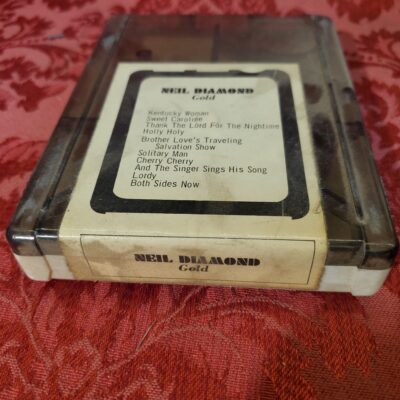 NEIL DIAMOND
Gold
Kentucky Woman
Sweet Caroline
Thank The Lord For The Nightime
Holly Holy
Brother Love's Traveling
Salvation Show
Solitary Man
Cherry Cherry
And The Singer Sings His Song
Lordy
Both Sides Now
NEIL DIAMOND
Gold